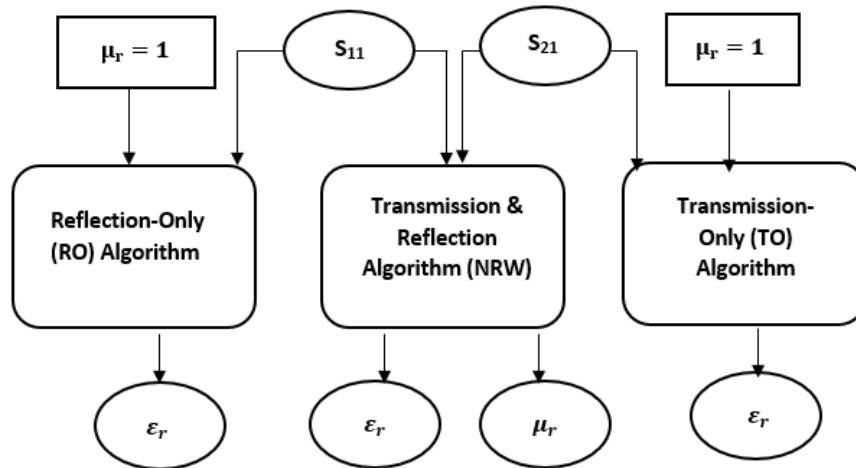 μᵣ = 1
S₁₁
S₂₁
μᵣ = 1
Reflection-Only
(RO) Algorithm
Transmission &
Reflection
Algorithm (NRW)
Transmission-
Only (TO)
Algorithm
εᵣ
εᵣ
μᵣ
εᵣ